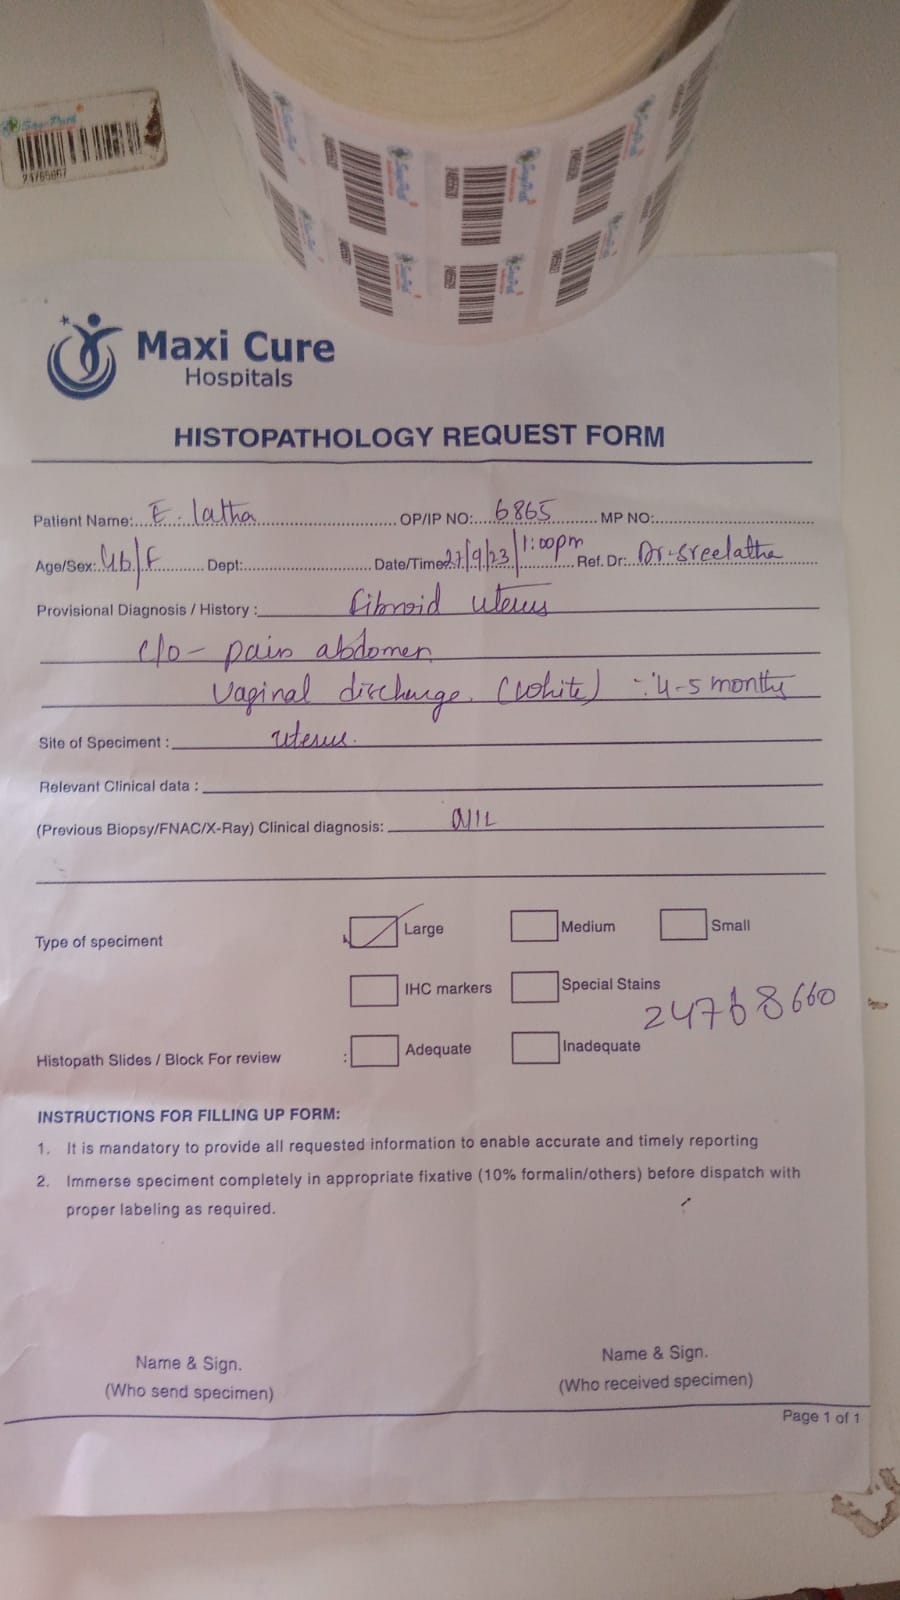 24765667
Maxi Cure
Hospitals
HISTOPATHOLOGY REQUEST FORM
Patient Name: E. latha OP/IP NO: 6865 MP NO:
Age/Sex: 46/F Dept: Date/Time 27/9/23/1:00pm Ref. Dr: Dr-Sreelatha
Provisional Diagnosis / History : fibroid uterus
c/o - pain abdomen
Vaginal discharge. (white) 4-5 months
Site of Specimen : uterus.
Relevant Clinical data :
(Previous Biopsy/FNAC/X-Ray) Clinical diagnosis: NIL
Type of speciment Large Medium Small
IHC markers Special Stains
24768660
Histopath Slides / Block For review : Adequate Inadequate
INSTRUCTIONS FOR FILLING UP FORM:
1. It is mandatory to provide all requested information to enable accurate and timely reporting
2. Immerse speciment completely in appropriate fixative (10% formalin/others) before dispatch with
proper labeling as required.
Name & Sign. Name & Sign.
(Who send specimen) (Who received specimen)
Page 1 of 1